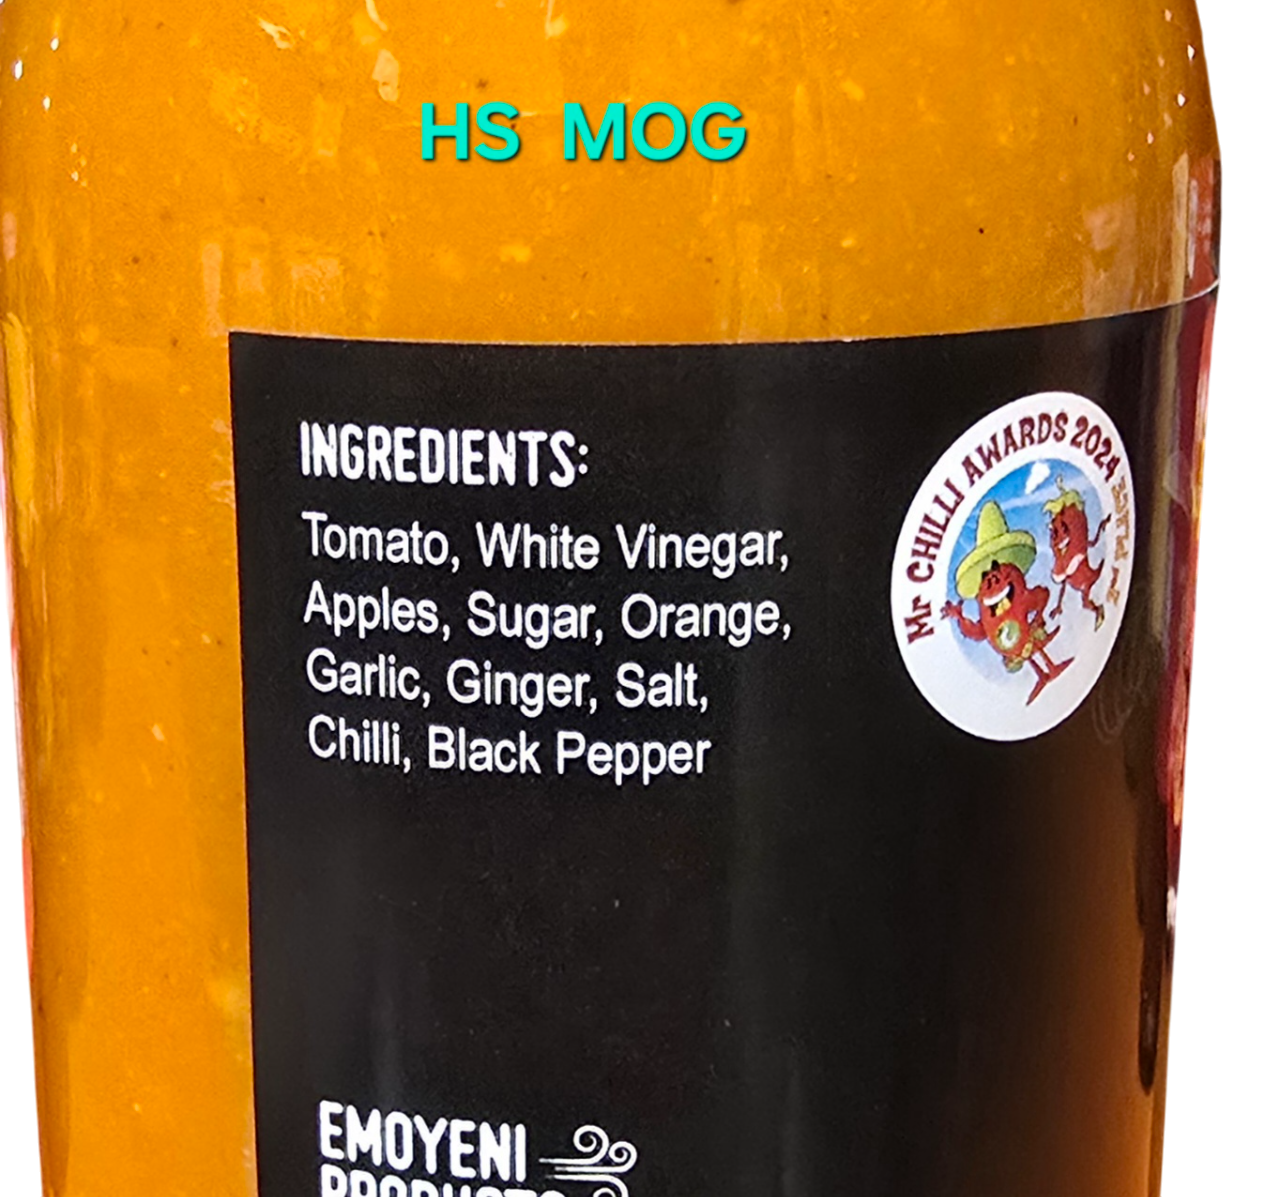 HS MOG
INGREDIENTS:
Tomato, White Vinegar,
Apples, Sugar, Orange,
Garlic, Ginger, Salt,
Chilli, Black Pepper
Mr CHILLI AWARDS 2024
EMOYENI
PRODUCTS